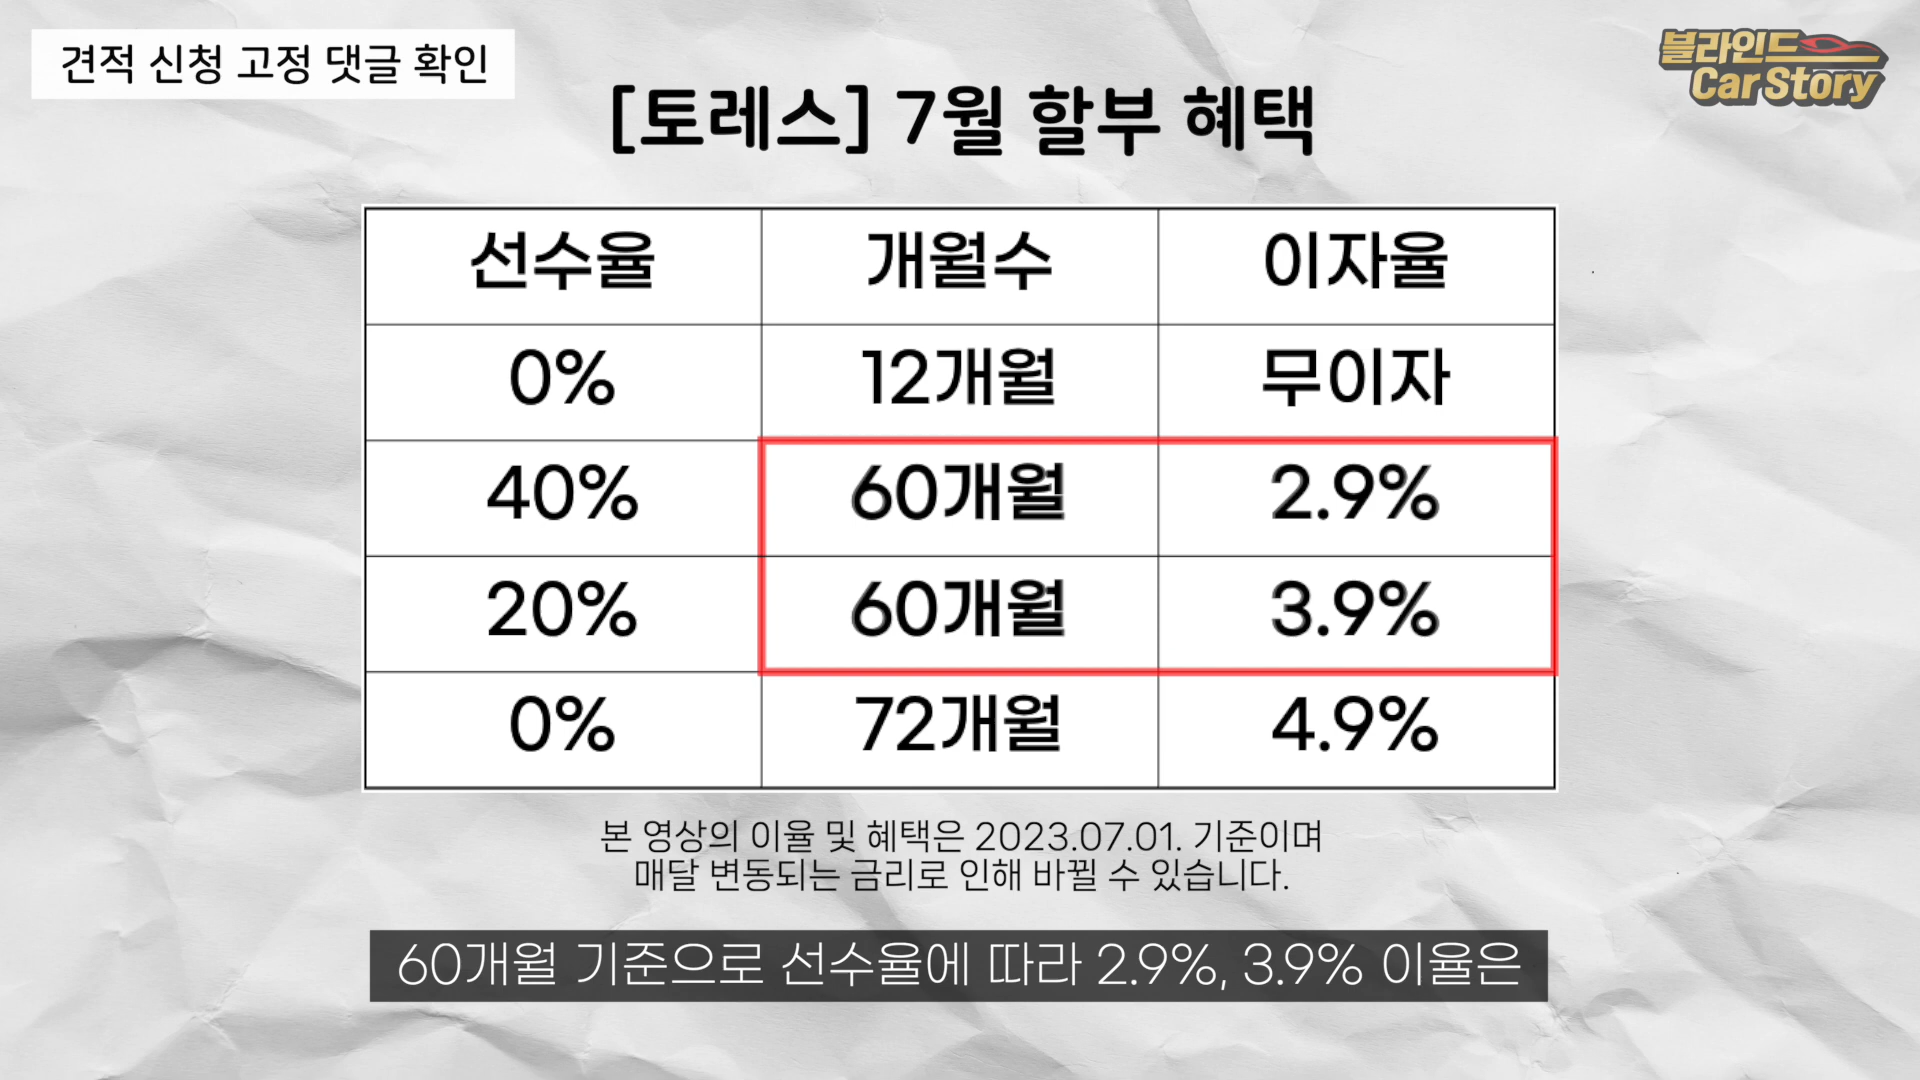 견적 신청 고정 댓글 확인
블라인드
Car Story
[토레스] 7월 할부 혜택
선수율 개월수 이자율
0% 12개월 무이자
40% 60개월 2.9%
20% 60개월 3.9%
0% 72개월 4.9%
본 영상의 이율 및 혜택은 2023.07.01. 기준이며
매달 변동되는 금리로 인해 바뀔 수 있습니다.
60개월 기준으로 선수율에 따라 2.9%, 3.9% 이율은